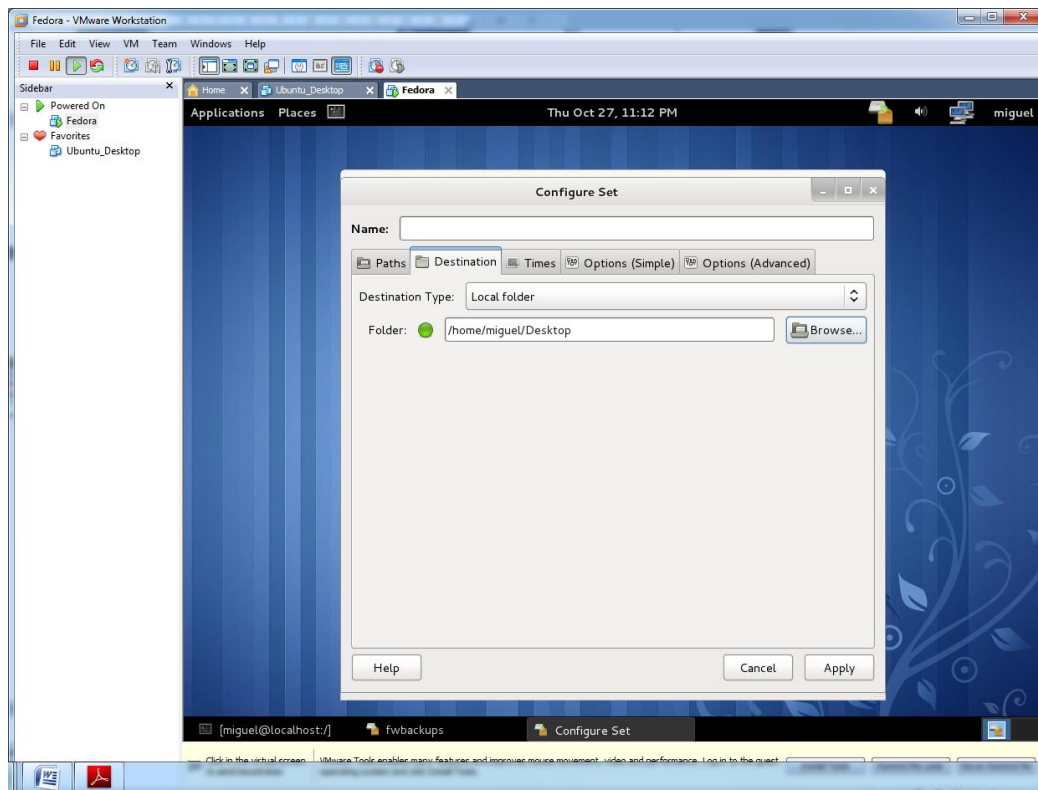 Fedora - VMware Workstation
File Edit View VM Team Windows Help
Sidebar
Powered On
Fedora
Favorites
Ubuntu_Desktop
Home Ubuntu_Desktop Fedora
Applications Places Thu Oct 27, 11:12 PM miguel
Configure Set
Name:
Paths Destination Times Options (Simple) Options (Advanced)
Destination Type: Local folder
Folder: /home/miguel/Desktop Browse...
Help Cancel Apply
[miguel@localhost:/] fwbackups Configure Set
Click in the virtual screen VMware Tools enables many features and improves mouse movement, video and performance. Log in to the guest